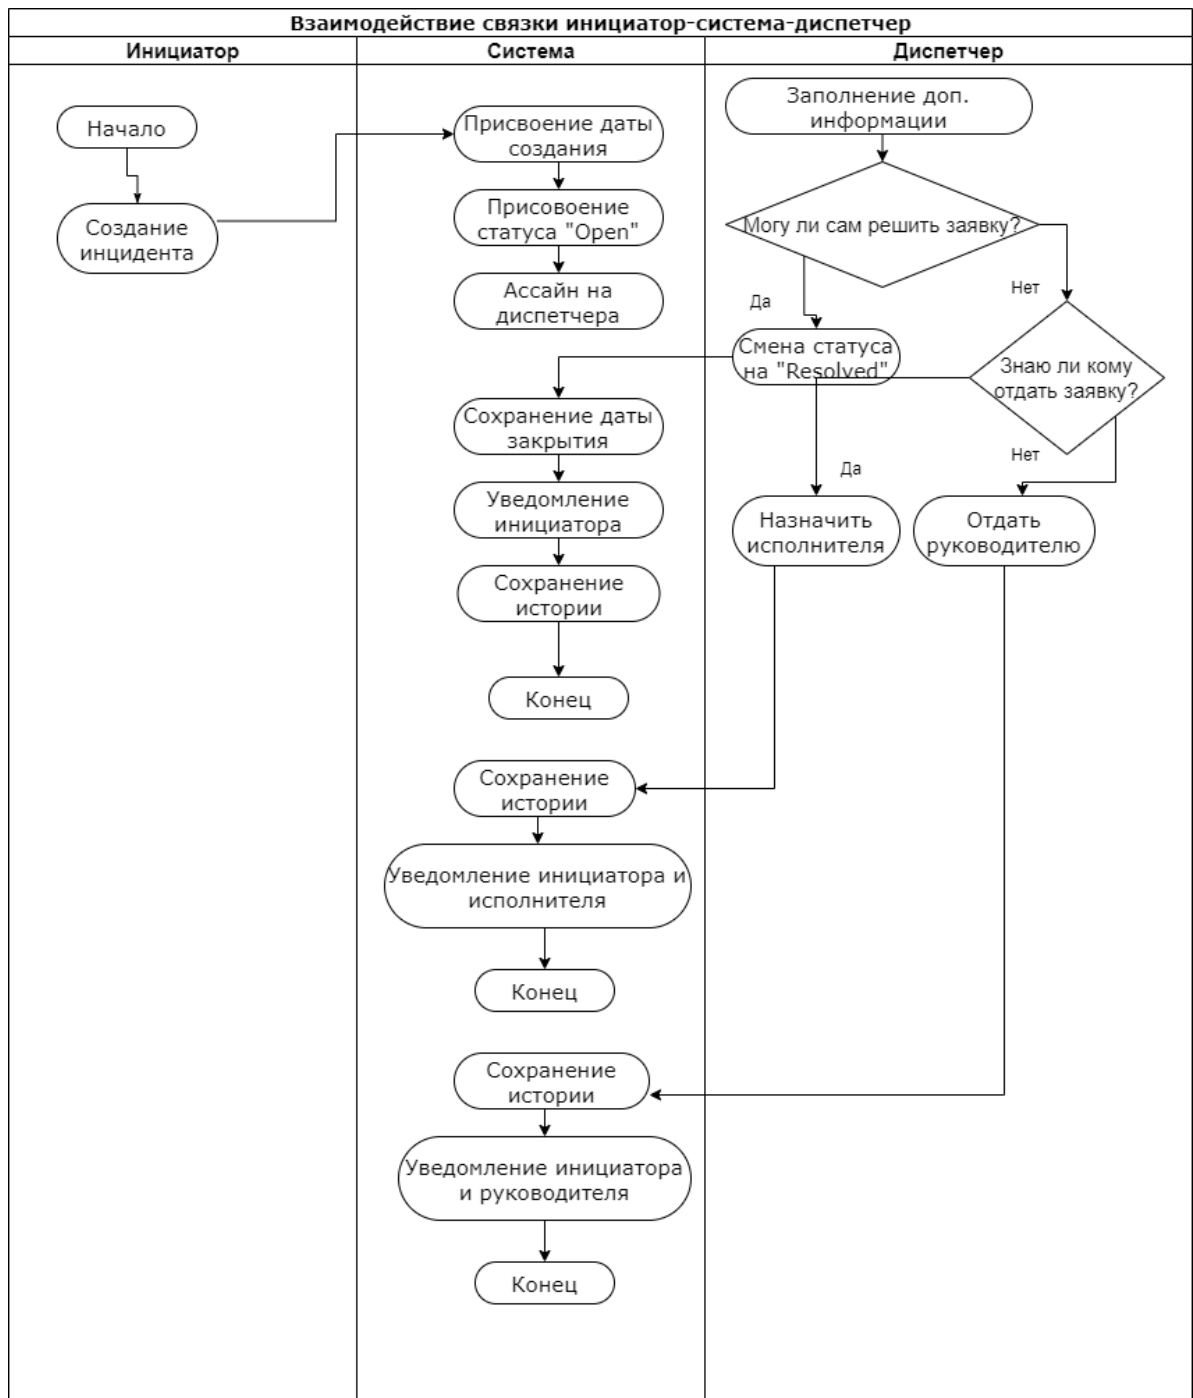 Взаимодействие связки инициатор-система-диспетчер
Инициатор
Система
Диспетчер
Начало
Создание
инцидента
Присвоение даты
создания
Присовоение
статуса "Open"
Ассайн на
диспетчера
Заполнение доп.
информации
Могу ли сам решить заявку?
Да
Нет
Смена статуса
на "Resolved"
Знаю ли кому
отдать заявку?
Сохранение даты
закрытия
Нет
Да
Уведомление
инициатора
Назначить
исполнителя
Отдать
руководителю
Сохранение
истории
Конец
Сохранение
истории
Уведомление инициатора и
исполнителя
Конец
Сохранение
истории
Уведомление инициатора
и руководителя
Конец